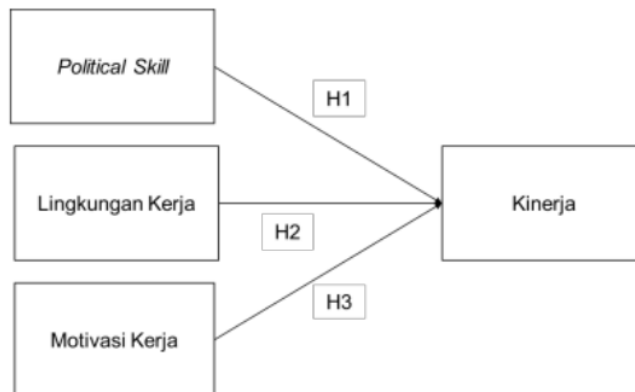 Political Skill
H1
Lingkungan Kerja
Kinerja
H2
H3
Motivasi Kerja